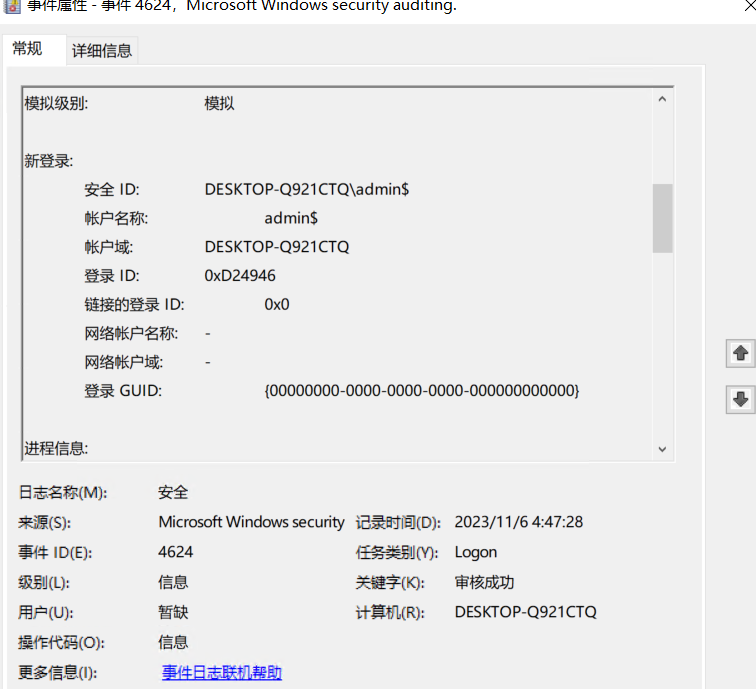 事件属性 - 事件 4624，Microsoft Windows security auditing.
常规 详细信息
模拟级别: 模拟
新登录:
安全 ID: DESKTOP-Q921CTQ\admin$
帐户名称: admin$
帐户域: DESKTOP-Q921CTQ
登录 ID: 0xD24946
链接的登录 ID: 0x0
网络帐户名称: -
网络帐户域: -
登录 GUID: {00000000-0000-0000-0000-000000000000}
进程信息:
日志名称(M): 安全
来源(S): Microsoft Windows security 记录时间(D): 2023/11/6 4:47:28
事件 ID(E): 4624 任务类别(Y): Logon
级别(L): 信息 关键字(K): 审核成功
用户(U): 暂缺 计算机(R): DESKTOP-Q921CTQ
操作代码(O): 信息
更多信息(I): 事件日志联机帮助